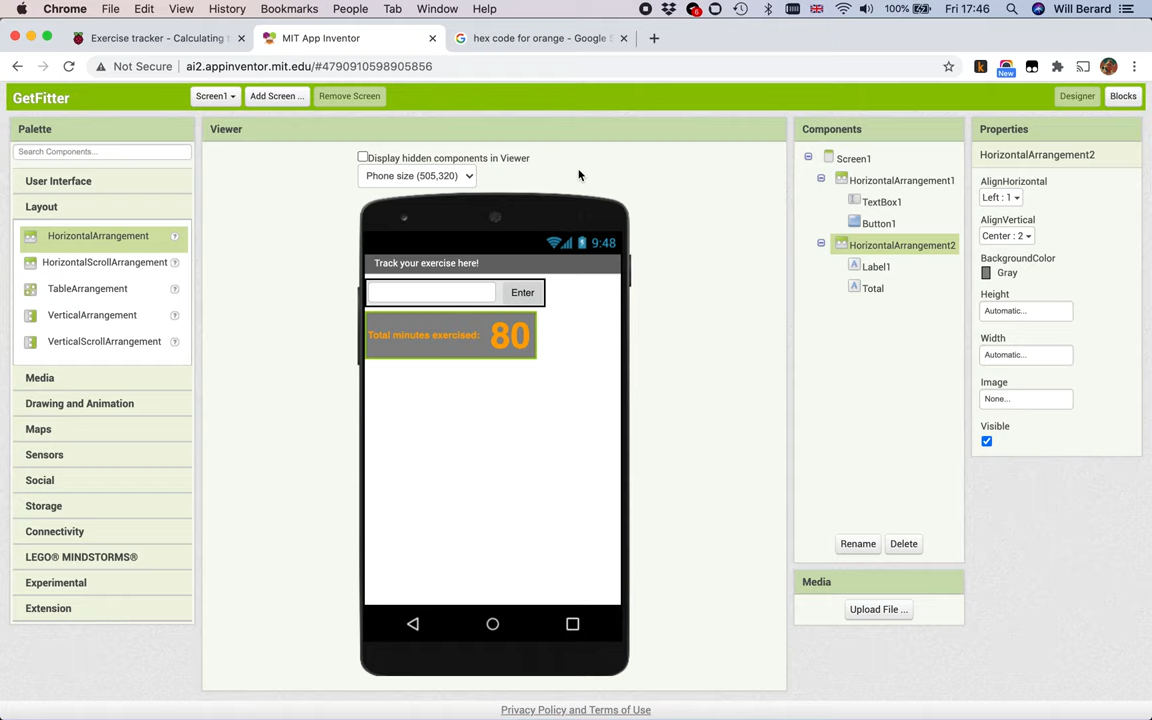 Chrome File Edit View History Bookmarks People Tab Window Help 6 100% Fri 17:46 Will Berard
Exercise tracker - Calculating t
MIT App Inventor
hex code for orange - Google S
Not Secure ai2.appinventor.mit.edu/#4790910598905856
New
GetFitter
Screen1 Add Screen ... Remove Screen
Designer Blocks
Palette
Search Components...
User Interface
Layout
HorizontalArrangement ?
HorizontalScrollArrangement ?
TableArrangement ?
VerticalArrangement ?
VerticalScrollArrangement ?
Media
Drawing and Animation
Maps
Sensors
Social
Storage
Connectivity
LEGO® MINDSTORMS®
Experimental
Extension
Viewer
Display hidden components in Viewer
Phone size (505,320)
9:48
Track your exercise here!
Enter
Total minutes exercised: 80
Components
Screen1
HorizontalArrangement1
TextBox1
Button1
HorizontalArrangement2
A Label1
A Total
Rename Delete
Media
Upload File ...
Properties
HorizontalArrangement2
AlignHorizontal
Left : 1
AlignVertical
Center : 2
BackgroundColor
Gray
Height
Automatic...
Width
Automatic...
Image
None...
Visible
Privacy Policy and Terms of Use